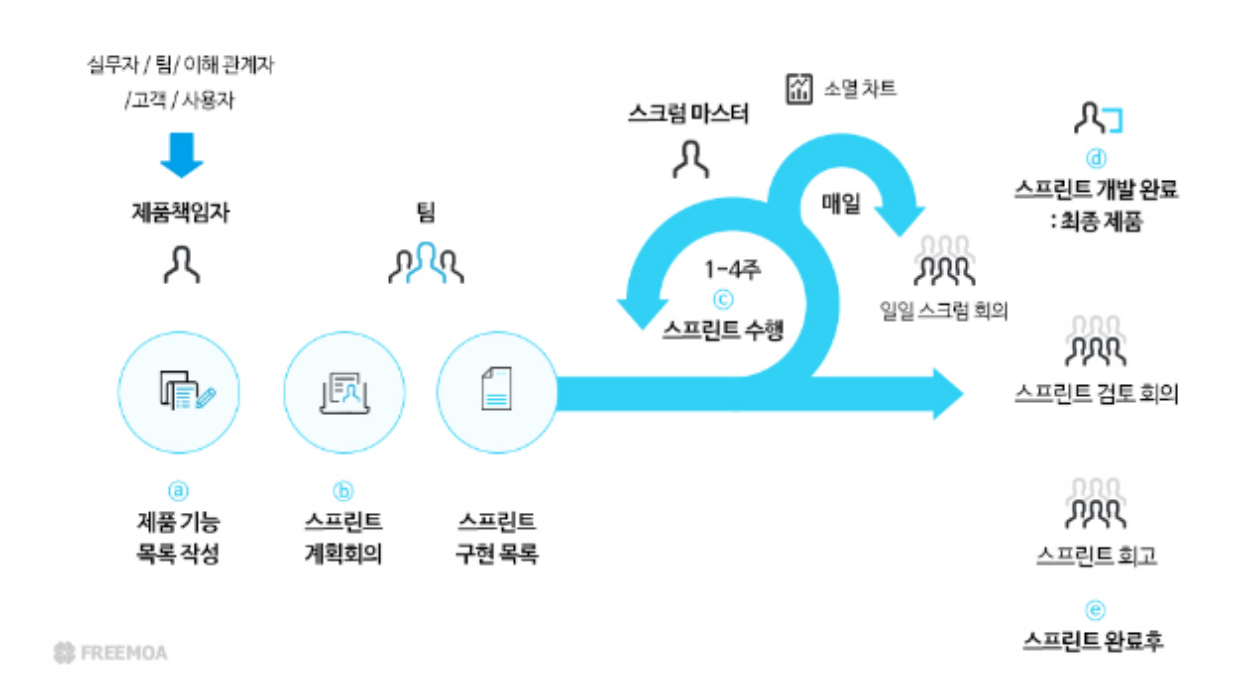 실무자 / 팀/ 이해 관계자
/고객 / 사용자
제품책임자
팀
스크럼 마스터
소멸 차트
매일
1-4주
ⓒ
스프린트 수행
일일 스크럼 회의
ⓓ
스프린트 개발 완료
: 최종 제품
스프린트 검토 회의
ⓐ
제품 기능
목록 작성
ⓑ
스프린트
계획회의
스프린트
구현 목록
스프린트 회고
ⓔ
스프린트 완료후
FREEMOA